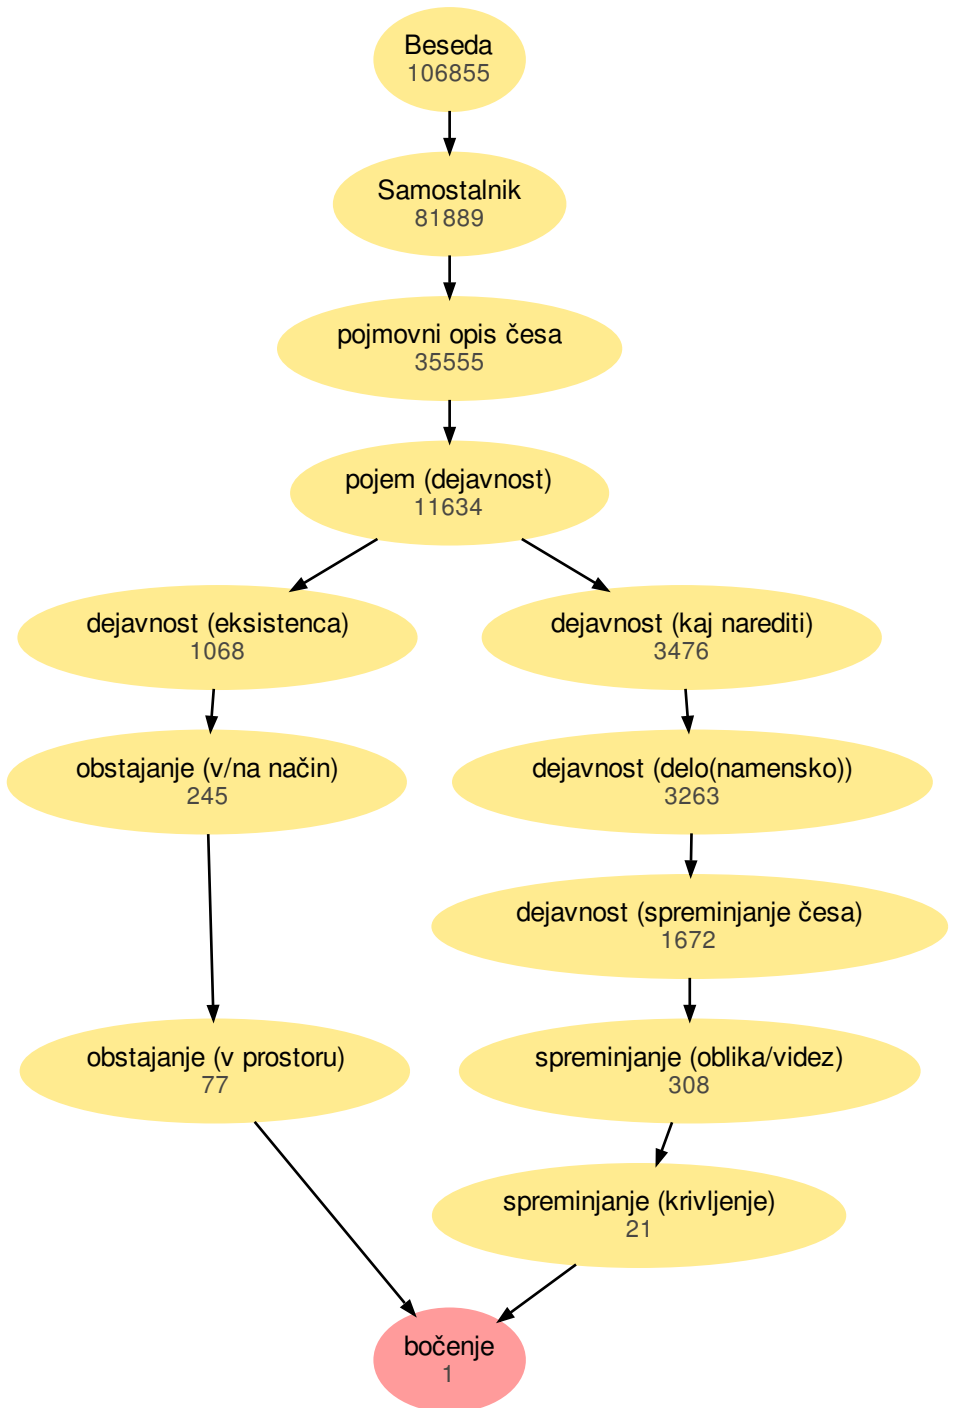 Beseda
106855
Samostalnik
81889
pojmovni opis česa
35555
pojem (dejavnost)
11634
dejavnost (eksistenca)
1068
dejavnost (kaj narediti)
3476
obstajanje (v/na način)
245
dejavnost (delo(namensko))
3263
dejavnost (spreminjanje česa)
1672
obstajanje (v prostoru)
77
spreminjanje (oblika/videz)
308
spreminjanje (krivljenje)
21
bočenje
1